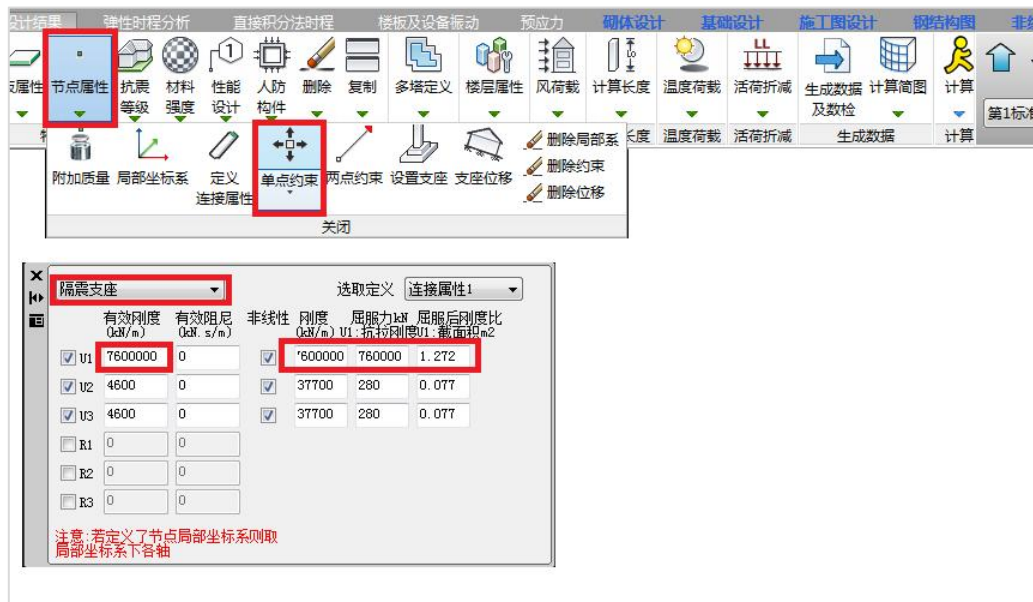 设计结果 弹性时程分析 直接积分法时程 楼板及设备振动 预应力 砌体设计 基础设计 施工图设计 钢结构图
属性 节点属性 抗震 材料 性能 人防 删除 复制 多塔定义 楼层属性 风荷载 计算长度 温度荷载 活荷折减 生成数据 计算简图 计算
等级 强度 设计 构件 及数检 第1标准
长度 温度荷载 活荷折减 生成数据 计算
附加质量 局部坐标系 定义 单点约束 两点约束 设置支座 支座位移 删除局部系
连接属性 删除约束
删除位移
关闭
隔震支座 选取定义 连接属性1
有效刚度 有效阻尼 非线性 刚度 屈服力kN 屈服后刚度比
(kN/m) (kN.s/m) (kN/m) U1:抗拉刚度U1:截面积m2
U1 7600000 0 7600000 760000 1.272
U2 4600 0 37700 280 0.077
U3 4600 0 37700 280 0.077
R1 0 0
R2 0 0
R3 0 0
注意:若定义了节点局部坐标系则取
局部坐标系下各轴